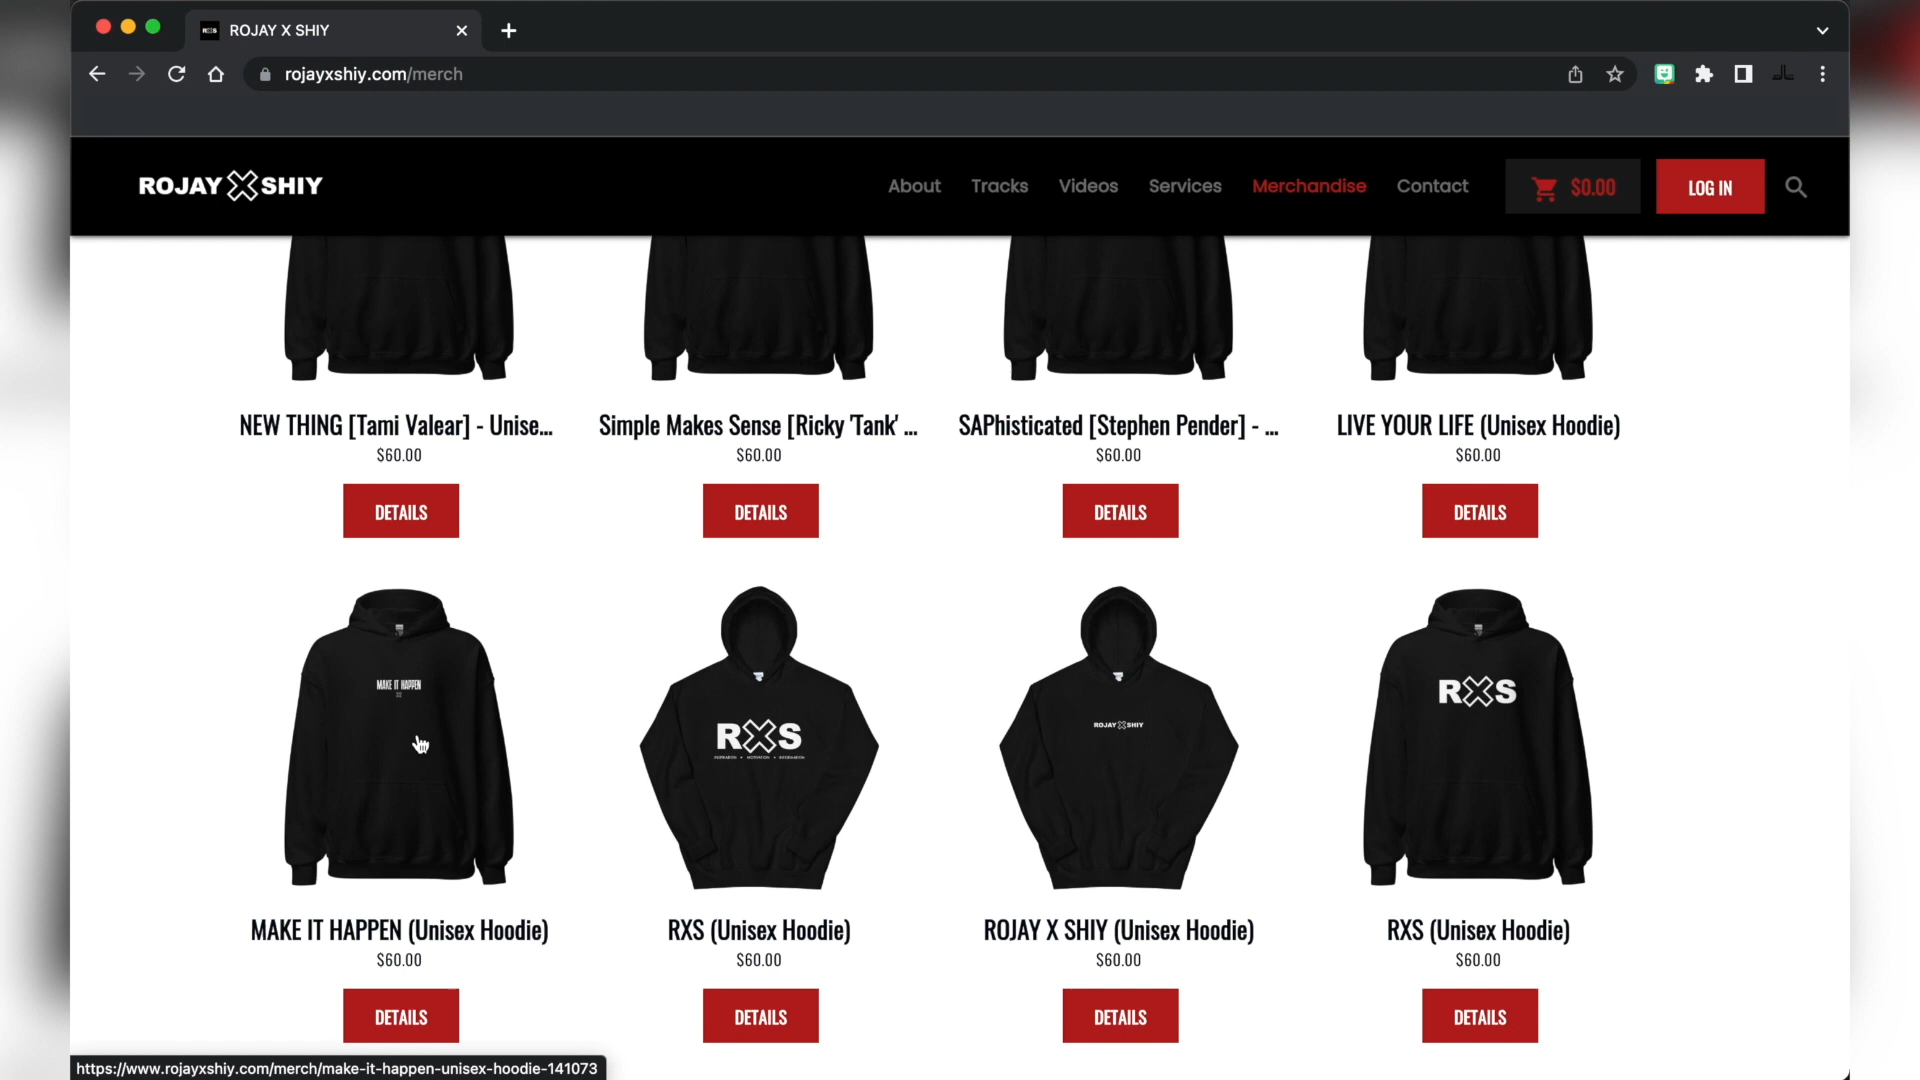 RXS ROJAY X SHIY
rojayxshiy.com/merch
ROJAY X SHIY
About Tracks Videos Services Merchandise Contact $0.00 LOG IN
NEW THING [Tami Valear] - Unise... Simple Makes Sense [Ricky 'Tank' ... SAPhisticated [Stephen Pender] - ... LIVE YOUR LIFE (Unisex Hoodie)
$60.00 $60.00 $60.00 $60.00
DETAILS DETAILS DETAILS DETAILS
MAKE IT HAPPEN
RXS
INSPIRATION • MOTIVATION • INFORMATION
ROJAY X SHIY
RXS
MAKE IT HAPPEN (Unisex Hoodie) RXS (Unisex Hoodie) ROJAY X SHIY (Unisex Hoodie) RXS (Unisex Hoodie)
$60.00 $60.00 $60.00 $60.00
DETAILS DETAILS DETAILS DETAILS
https://www.rojayxshiy.com/merch/make-it-happen-unisex-hoodie-141073